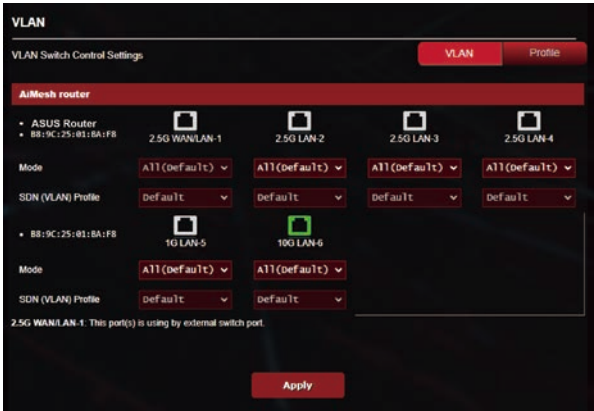 VLAN
VLAN Switch Control Settings
VLAN Profile
AiMesh router
• ASUS Router
• B8:9C:25:01:BA:F8
2.5G WAN/LAN-1 2.5G LAN-2 2.5G LAN-3 2.5G LAN-4
Mode All(Default) All(Default) All(Default) All(Default)
SDN (VLAN) Profile Default Default Default Default
• B8:9C:25:01:BA:F8
1G LAN-5 10G LAN-6
Mode All(Default) All(Default)
SDN (VLAN) Profile Default Default
2.5G WAN/LAN-1: This port(s) is using by external switch port.
Apply